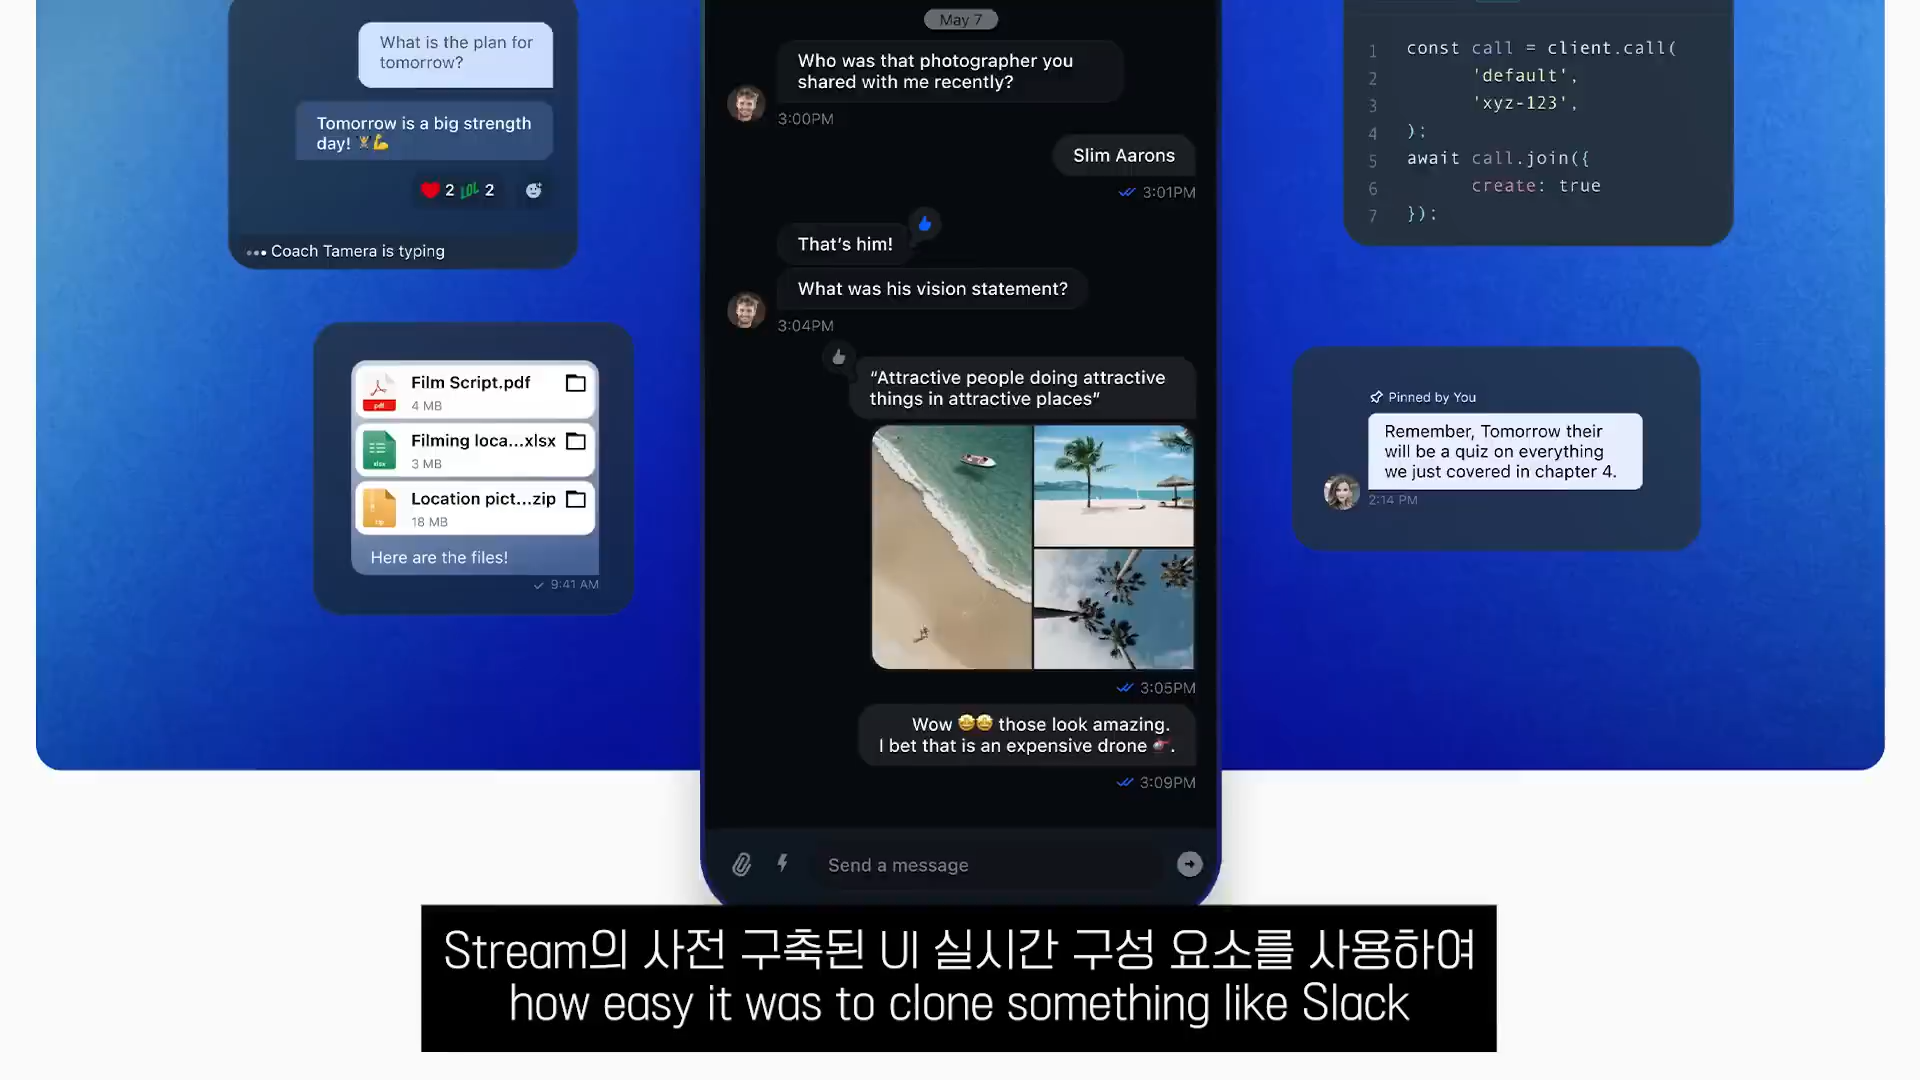 What is the plan for
tomorrow?
Tomorrow is a big strength
day! 🏋️💪
2 LOL 2
••• Coach Tamera is typing
Film Script.pdf
pdf
4 MB
Filming loca...xlsx
xlsx
3 MB
Location pict...zip
zip
18 MB
Here are the files!
9:41 AM
May 7
Who was that photographer you
shared with me recently?
3:00PM
Slim Aarons
3:01PM
That's him!
What was his vision statement?
3:04PM
“Attractive people doing attractive
things in attractive places”
3:05PM
Wow 🤩🤩 those look amazing.
I bet that is an expensive drone 🚁.
3:09PM
Send a message
1 const call = client.call(
2 'default',
3 'xyz-123',
4 );
5 await call.join({
6 create: true
7 });
Pinned by You
Remember, Tomorrow their
will be a quiz on everything
we just covered in chapter 4.
2:14 PM
Stream의 사전 구축된 UI 실시간 구성 요소를 사용하여
how easy it was to clone something like Slack